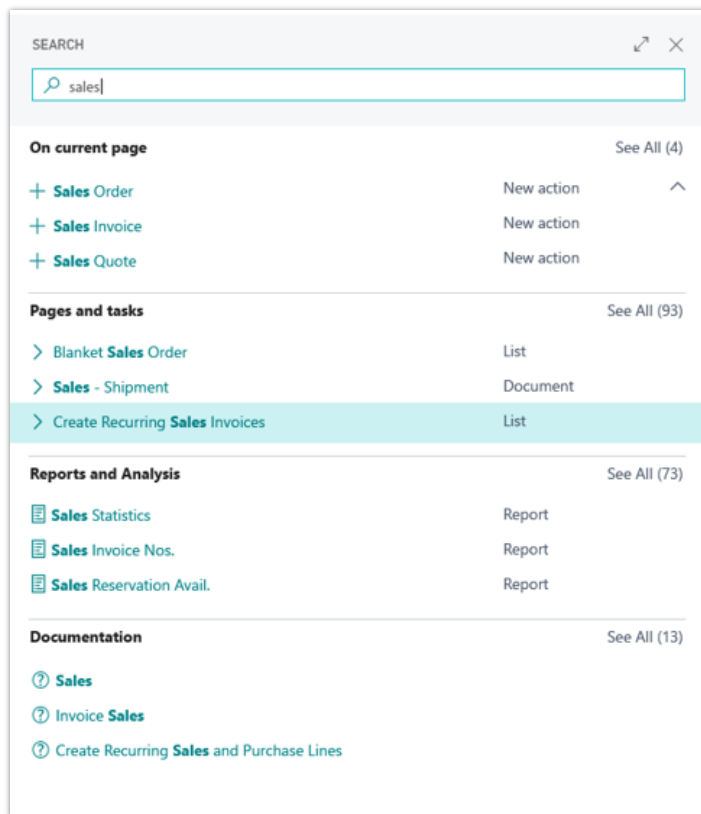 SEARCH
sales
On current page See All (4)
Sales Order New action
Sales Invoice New action
Sales Quote New action
Pages and tasks See All (93)
Blanket Sales Order List
Sales - Shipment Document
Create Recurring Sales Invoices List
Reports and Analysis See All (73)
Sales Statistics Report
Sales Invoice Nos. Report
Sales Reservation Avail. Report
Documentation See All (13)
Sales
Invoice Sales
Create Recurring Sales and Purchase Lines